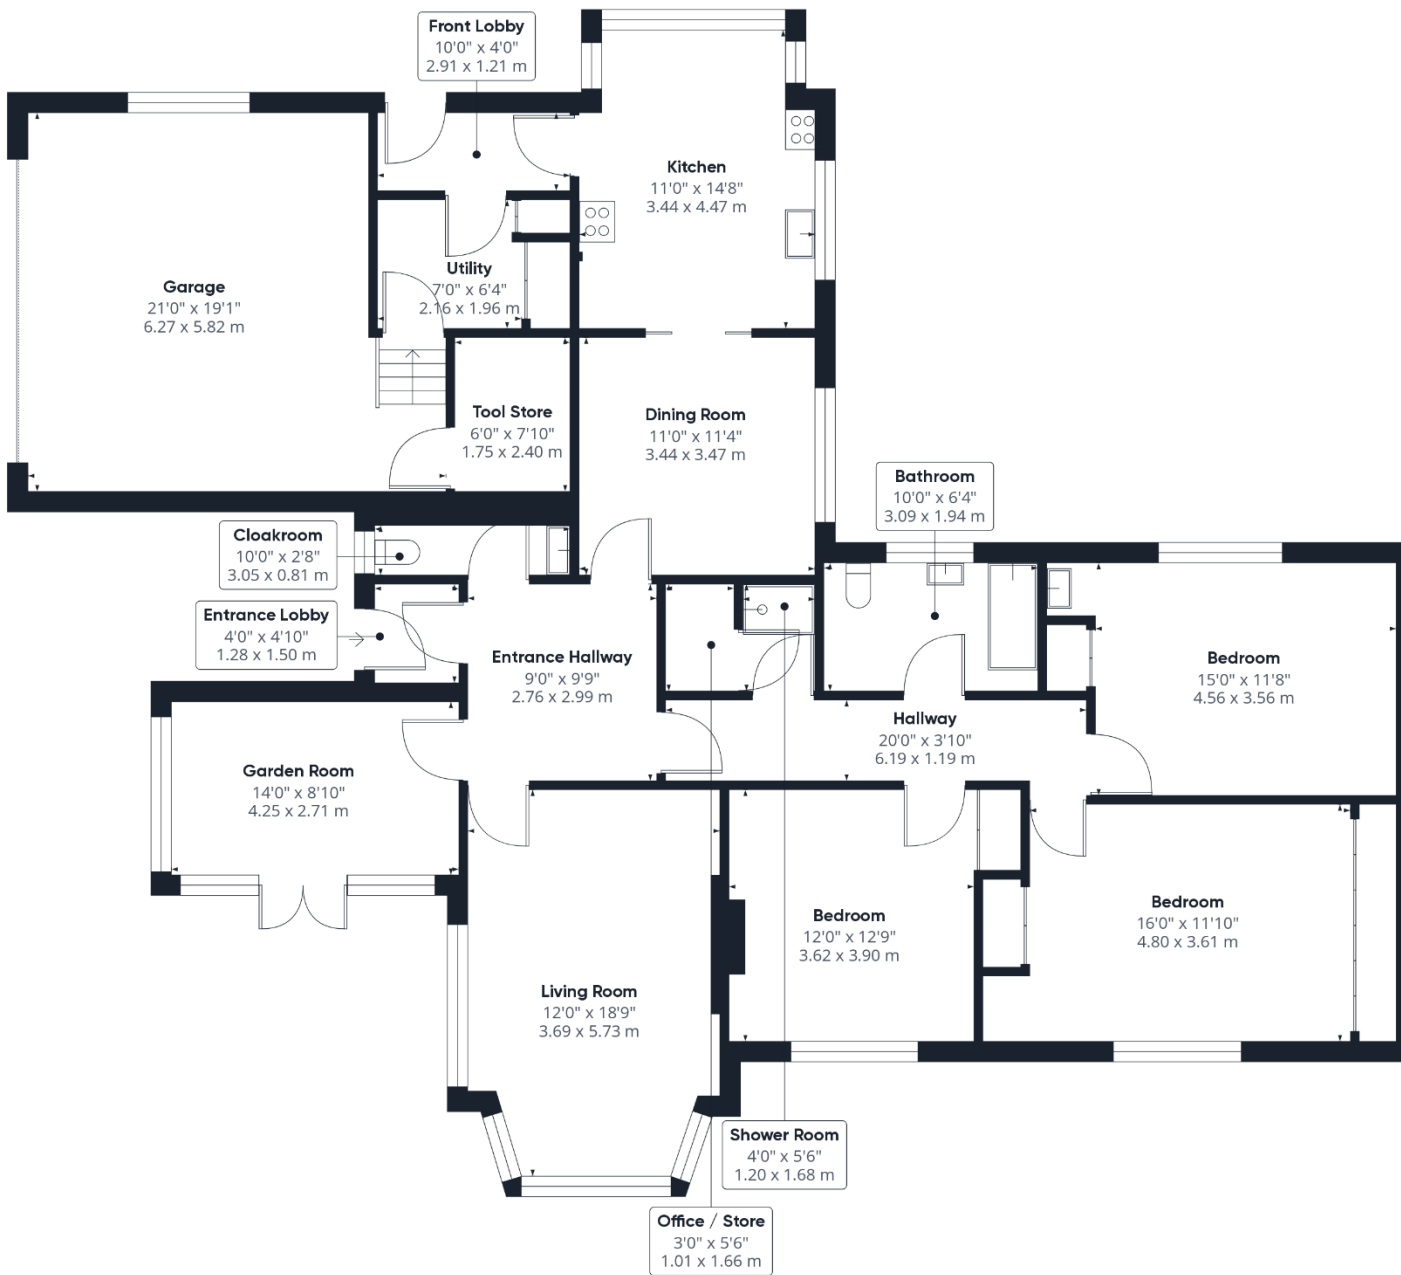 Front Lobby
10'0" x 4'0"
2.91 x 1.21 m
Kitchen
11'0" x 14'8"
3.44 x 4.47 m
Garage
21'0" x 19'1"
6.27 x 5.82 m
Utility
7'0" x 6'4"
2.16 x 1.96 m
Tool Store
6'0" x 7'10"
1.75 x 2.40 m
Dining Room
11'0" x 11'4"
3.44 x 3.47 m
Bathroom
10'0" x 6'4"
3.09 x 1.94 m
Cloakroom
10'0" x 2'8"
3.05 x 0.81 m
Entrance Lobby
4'0" x 4'10"
1.28 x 1.50 m
Entrance Hallway
9'0" x 9'9"
2.76 x 2.99 m
Bedroom
15'0" x 11'8"
4.56 x 3.56 m
Hallway
20'0" x 3'10"
6.19 x 1.19 m
Garden Room
14'0" x 8'10"
4.25 x 2.71 m
Bedroom
12'0" x 12'9"
3.62 x 3.90 m
Bedroom
16'0" x 11'10"
4.80 x 3.61 m
Living Room
12'0" x 18'9"
3.69 x 5.73 m
Shower Room
4'0" x 5'6"
1.20 x 1.68 m
Office / Store
3'0" x 5'6"
1.01 x 1.66 m